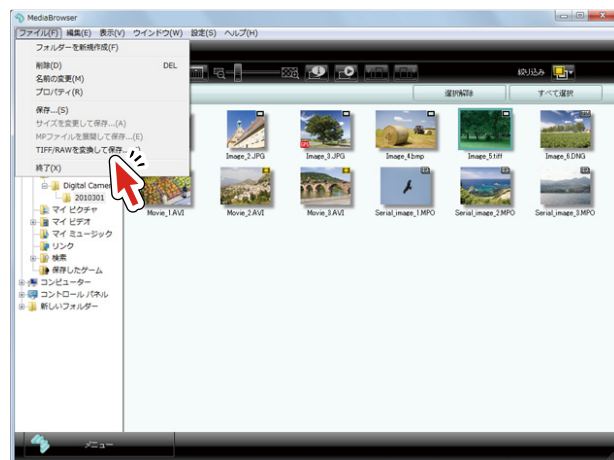 MediaBrowser
ファイル(F) 編集(E) 表示(V) ウインドウ(W) 設定(S) ヘルプ(H)
フォルダーを新規作成(F)
削除(D) DEL
名前の変更(M)
プロパティ(R)
保存...(S)
サイズを変更して保存...(A)
MPファイルを展開して保存...(E)
TIFF/RAWを変換して保存...
終了(X)
絞り込み
選択解除 すべて選択
Image_2.JPG Image_3.JPG Image_4.bmp Image_5.tiff Image_6.DNG
Movie_1.AVI Movie_2.AVI Movie_3.AVI Serial_image_1.MPO Serial_image_2.MPO Serial_image_3.MPO
Digital Camer
2010301
マイ ピクチャ
マイ ビデオ
マイ ミュージック
リンク
検索
保存したゲーム
コンピューター
コントロール パネル
新しいフォルダー
メニュー